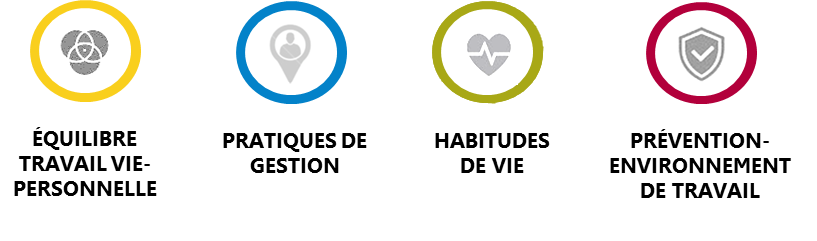 ÉQUILIBRE
TRAVAIL VIE-
PERSONNELLE
PRATIQUES DE
GESTION
HABITUDES
DE VIE
PRÉVENTION-
ENVIRONNEMENT
DE TRAVAIL